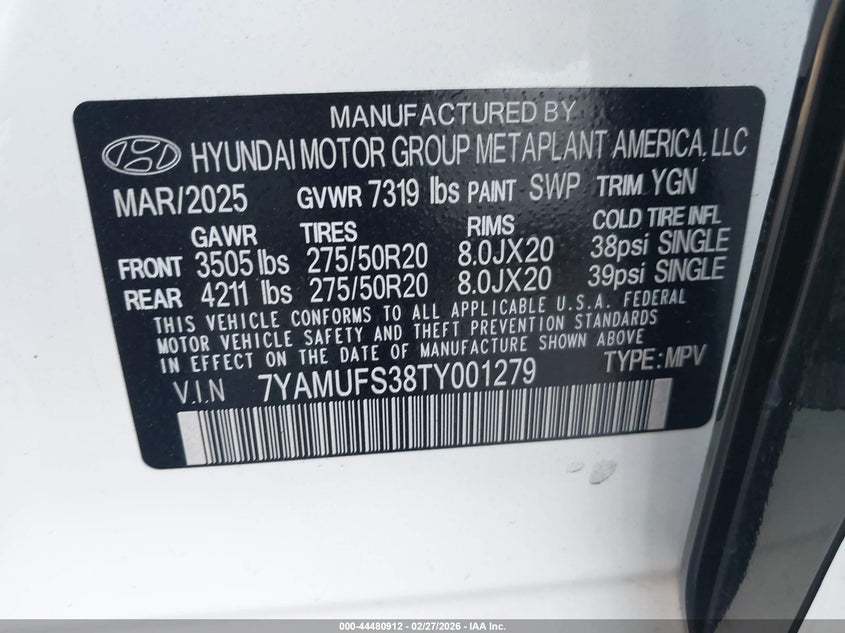 MANUFACTURED BY
HYUNDAI MOTOR GROUP METAPLANT AMERICA, LLC
MAR/2025 GVWR 7319 lbs PAINT SWP TRIM YGN
GAWR TIRES RIMS COLD TIRE INFL
FRONT 3505 lbs 275/50R20 8.0JX20 38psi SINGLE
REAR 4211 lbs 275/50R20 8.0JX20 39psi SINGLE
THIS VEHICLE CONFORMS TO ALL APPLICABLE U.S.A. FEDERAL
MOTOR VEHICLE SAFETY AND THEFT PREVENTION STANDARDS
IN EFFECT ON THE DATE OF MANUFACTURE SHOWN ABOVE
V.I.N 7YAMUFS38TY001279 TYPE: MPV
000-44480912 - 02/27/2026 - IAA Inc.